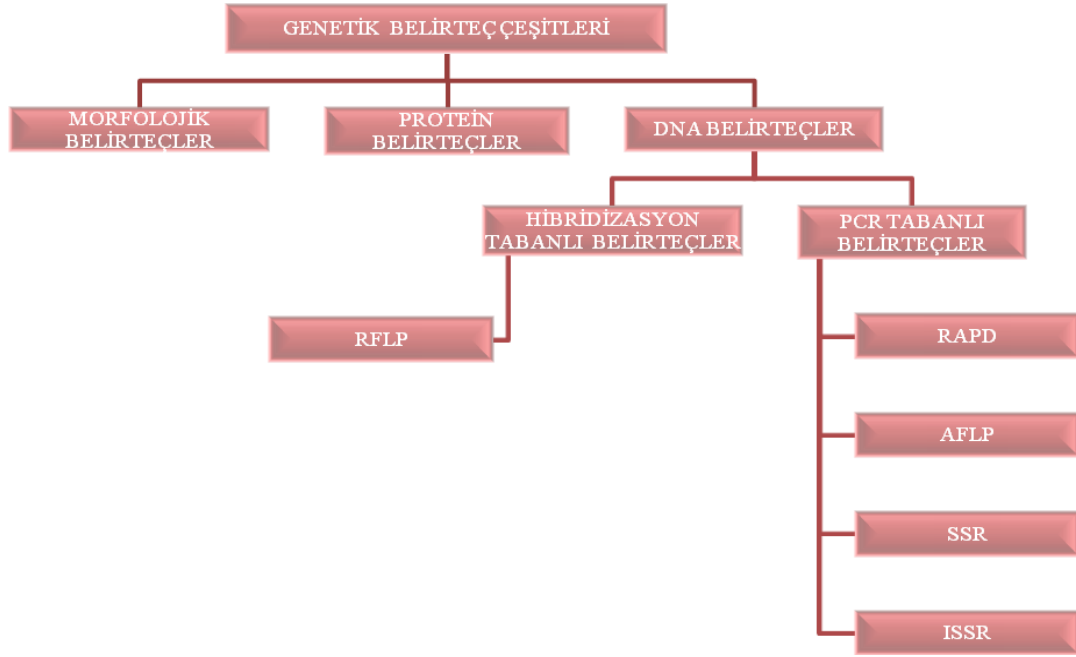 GENETİK BELİRTEÇ ÇEŞİTLERİ
MORFOLOJİK
BELİRTEÇLER
PROTEİN
BELİRTEÇLER
DNA BELİRTEÇLER
HİBRİDİZASYON
TABANLI BELİRTEÇLER
PCR TABANLI
BELİRTEÇLER
RFLP
RAPD
AFLP
SSR
ISSR